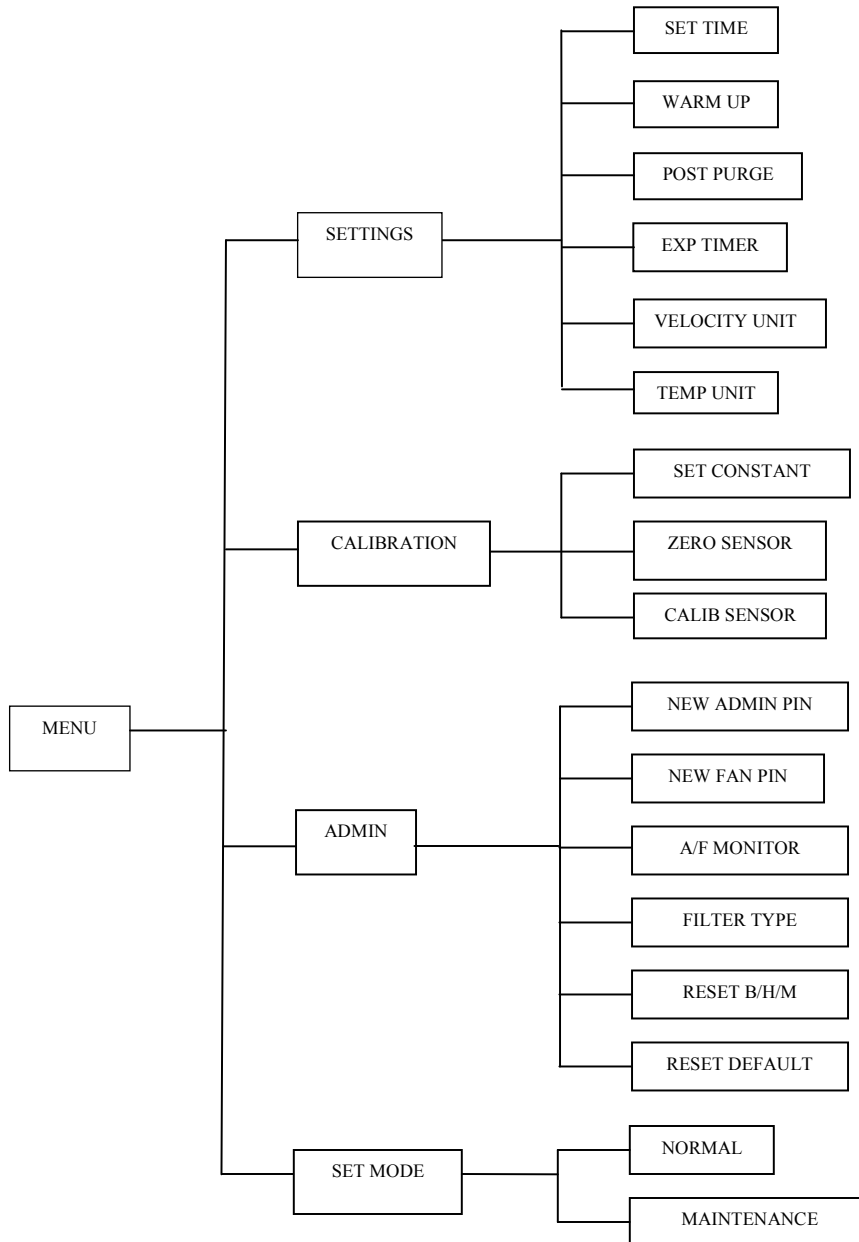 SET TIME
WARM UP
POST PURGE
SETTINGS
EXP TIMER
VELOCITY UNIT
TEMP UNIT
SET CONSTANT
CALIBRATION
ZERO SENSOR
CALIB SENSOR
MENU
NEW ADMIN PIN
NEW FAN PIN
ADMIN
A/F MONITOR
FILTER TYPE
RESET B/H/M
RESET DEFAULT
SET MODE
NORMAL
MAINTENANCE